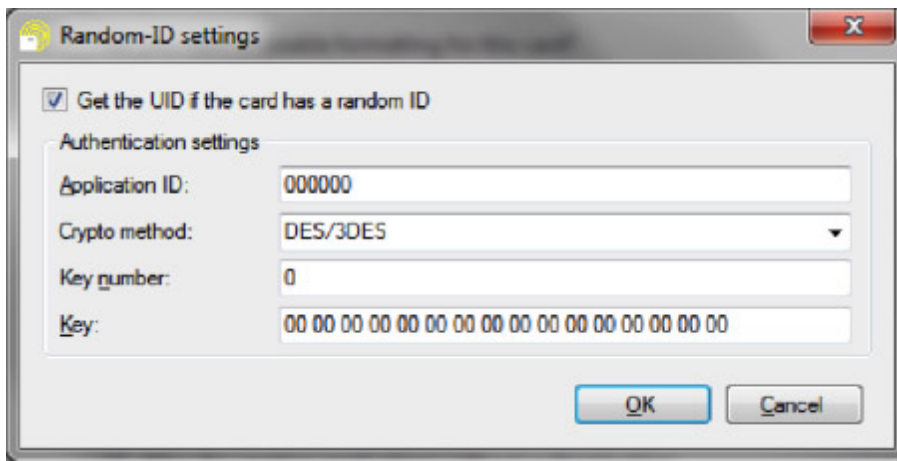 Random-ID settings
Get the UID if the card has a random ID
Authentication settings
Application ID: 000000
Crypto method: DES/3DES
Key number: 0
Key: 00 00 00 00 00 00 00 00 00 00 00 00 00 00 00 00
OK Cancel